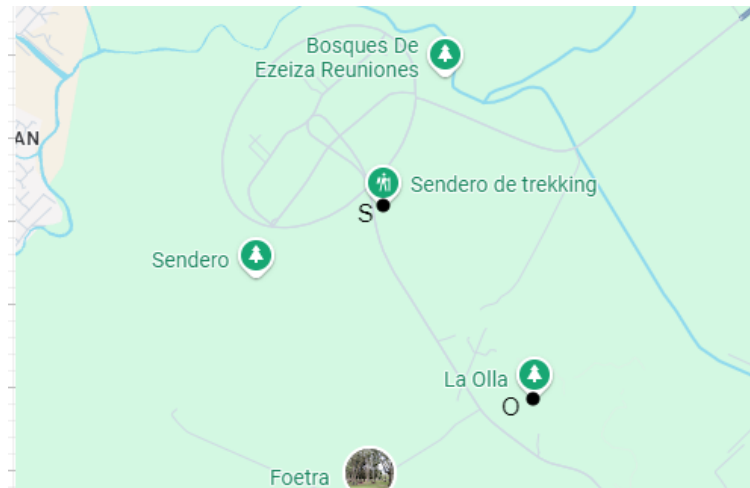 Bosques De
Ezeiza Reuniones
AN
Sendero de trekking
S
Sendero
La Olla
O
Foetra